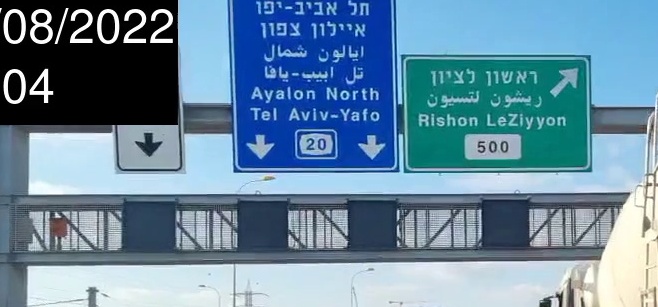 /08/2022
04
תל אביב-יפו
איילון צפון
ايالون شمال
تل ابيب-يافا
Ayalon North
Tel Aviv-Yafo
20
ראשון לציון
ريشون لتسيون
Rishon LeZiyyon
500